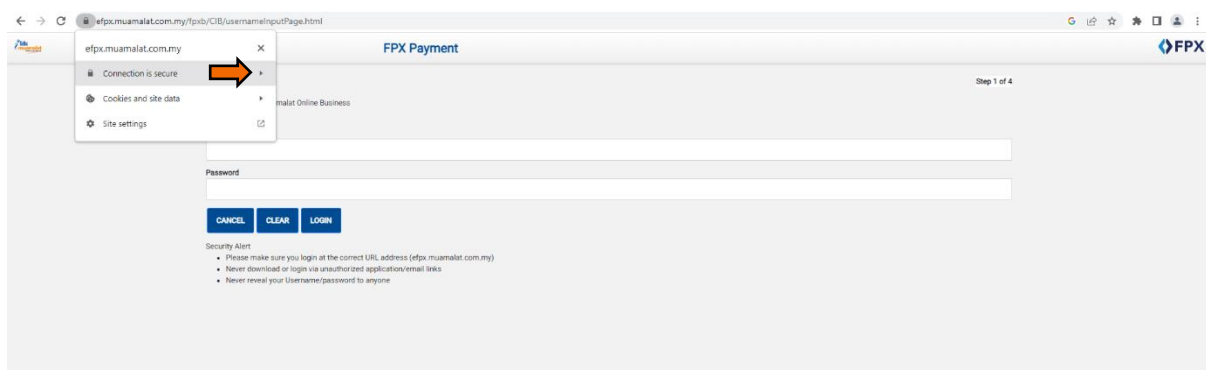 efpx.muamalat.com.my/fpxb/CIB/usernameInputPage.html
FPX Payment
FPX
efpx.muamalat.com.my
Connection is secure
Cookies and site data
Site settings
Step 1 of 4
malat Online Business
Password
CANCEL CLEAR LOGIN
Security Alert
• Please make sure you login at the correct URL address (efpx.muamalat.com.my)
• Never download or login via unauthorized application/email links
• Never reveal your Username/password to anyone